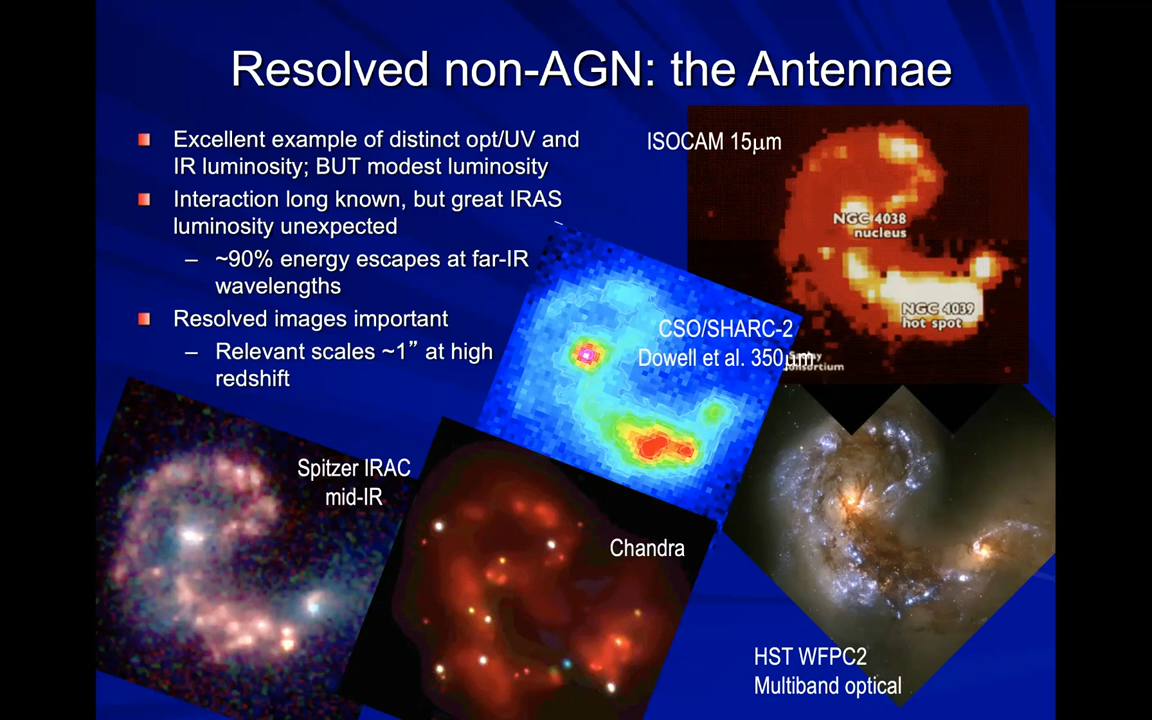 Resolved non-AGN: the Antennae
Excellent example of distinct opt/UV and
IR luminosity; BUT modest luminosity
Interaction long known, but great IRAS
luminosity unexpected
– ~90% energy escapes at far-IR
wavelengths
Resolved images important
– Relevant scales ~1” at high
redshift
ISOCAM 15μm
NGC 4038
nucleus
NGC 4039
hot spot
CSO/SHARC-2
Dowell et al. 350μm
onsortium
Spitzer IRAC
mid-IR
Chandra
HST WFPC2
Multiband optical